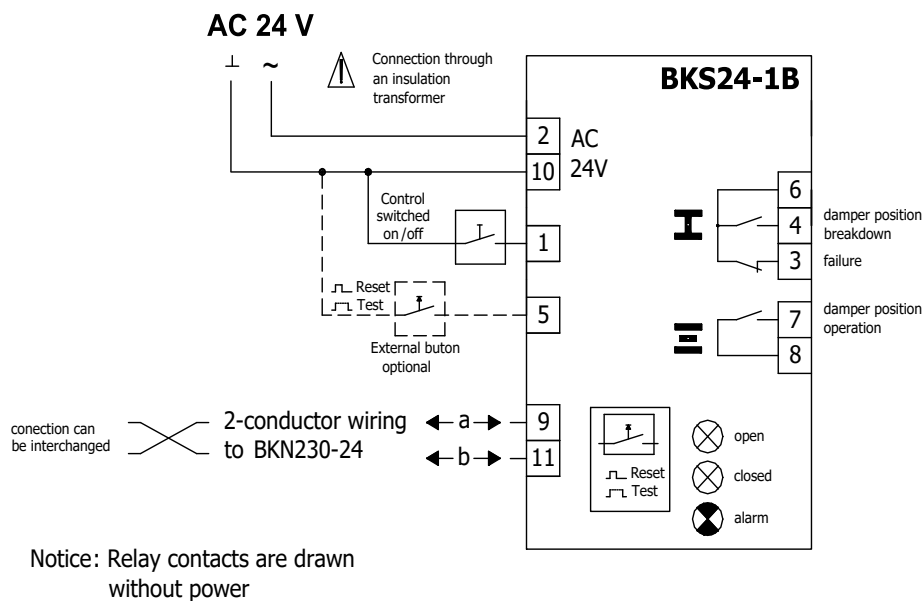 AC 24 V
⊥ ~
Connection through
an insulation
transformer
BKS24-1B
2
AC
24V
10
Control
switched
on/off
1
6
4
damper position
breakdown
3
failure
Reset
Test
5
External buton
optional
7
damper position
operation
8
conection can
be interchanged
2-conductor wiring
to BKN230-24
a
b
9
11
Reset
Test
open
closed
alarm
Notice: Relay contacts are drawn
without power